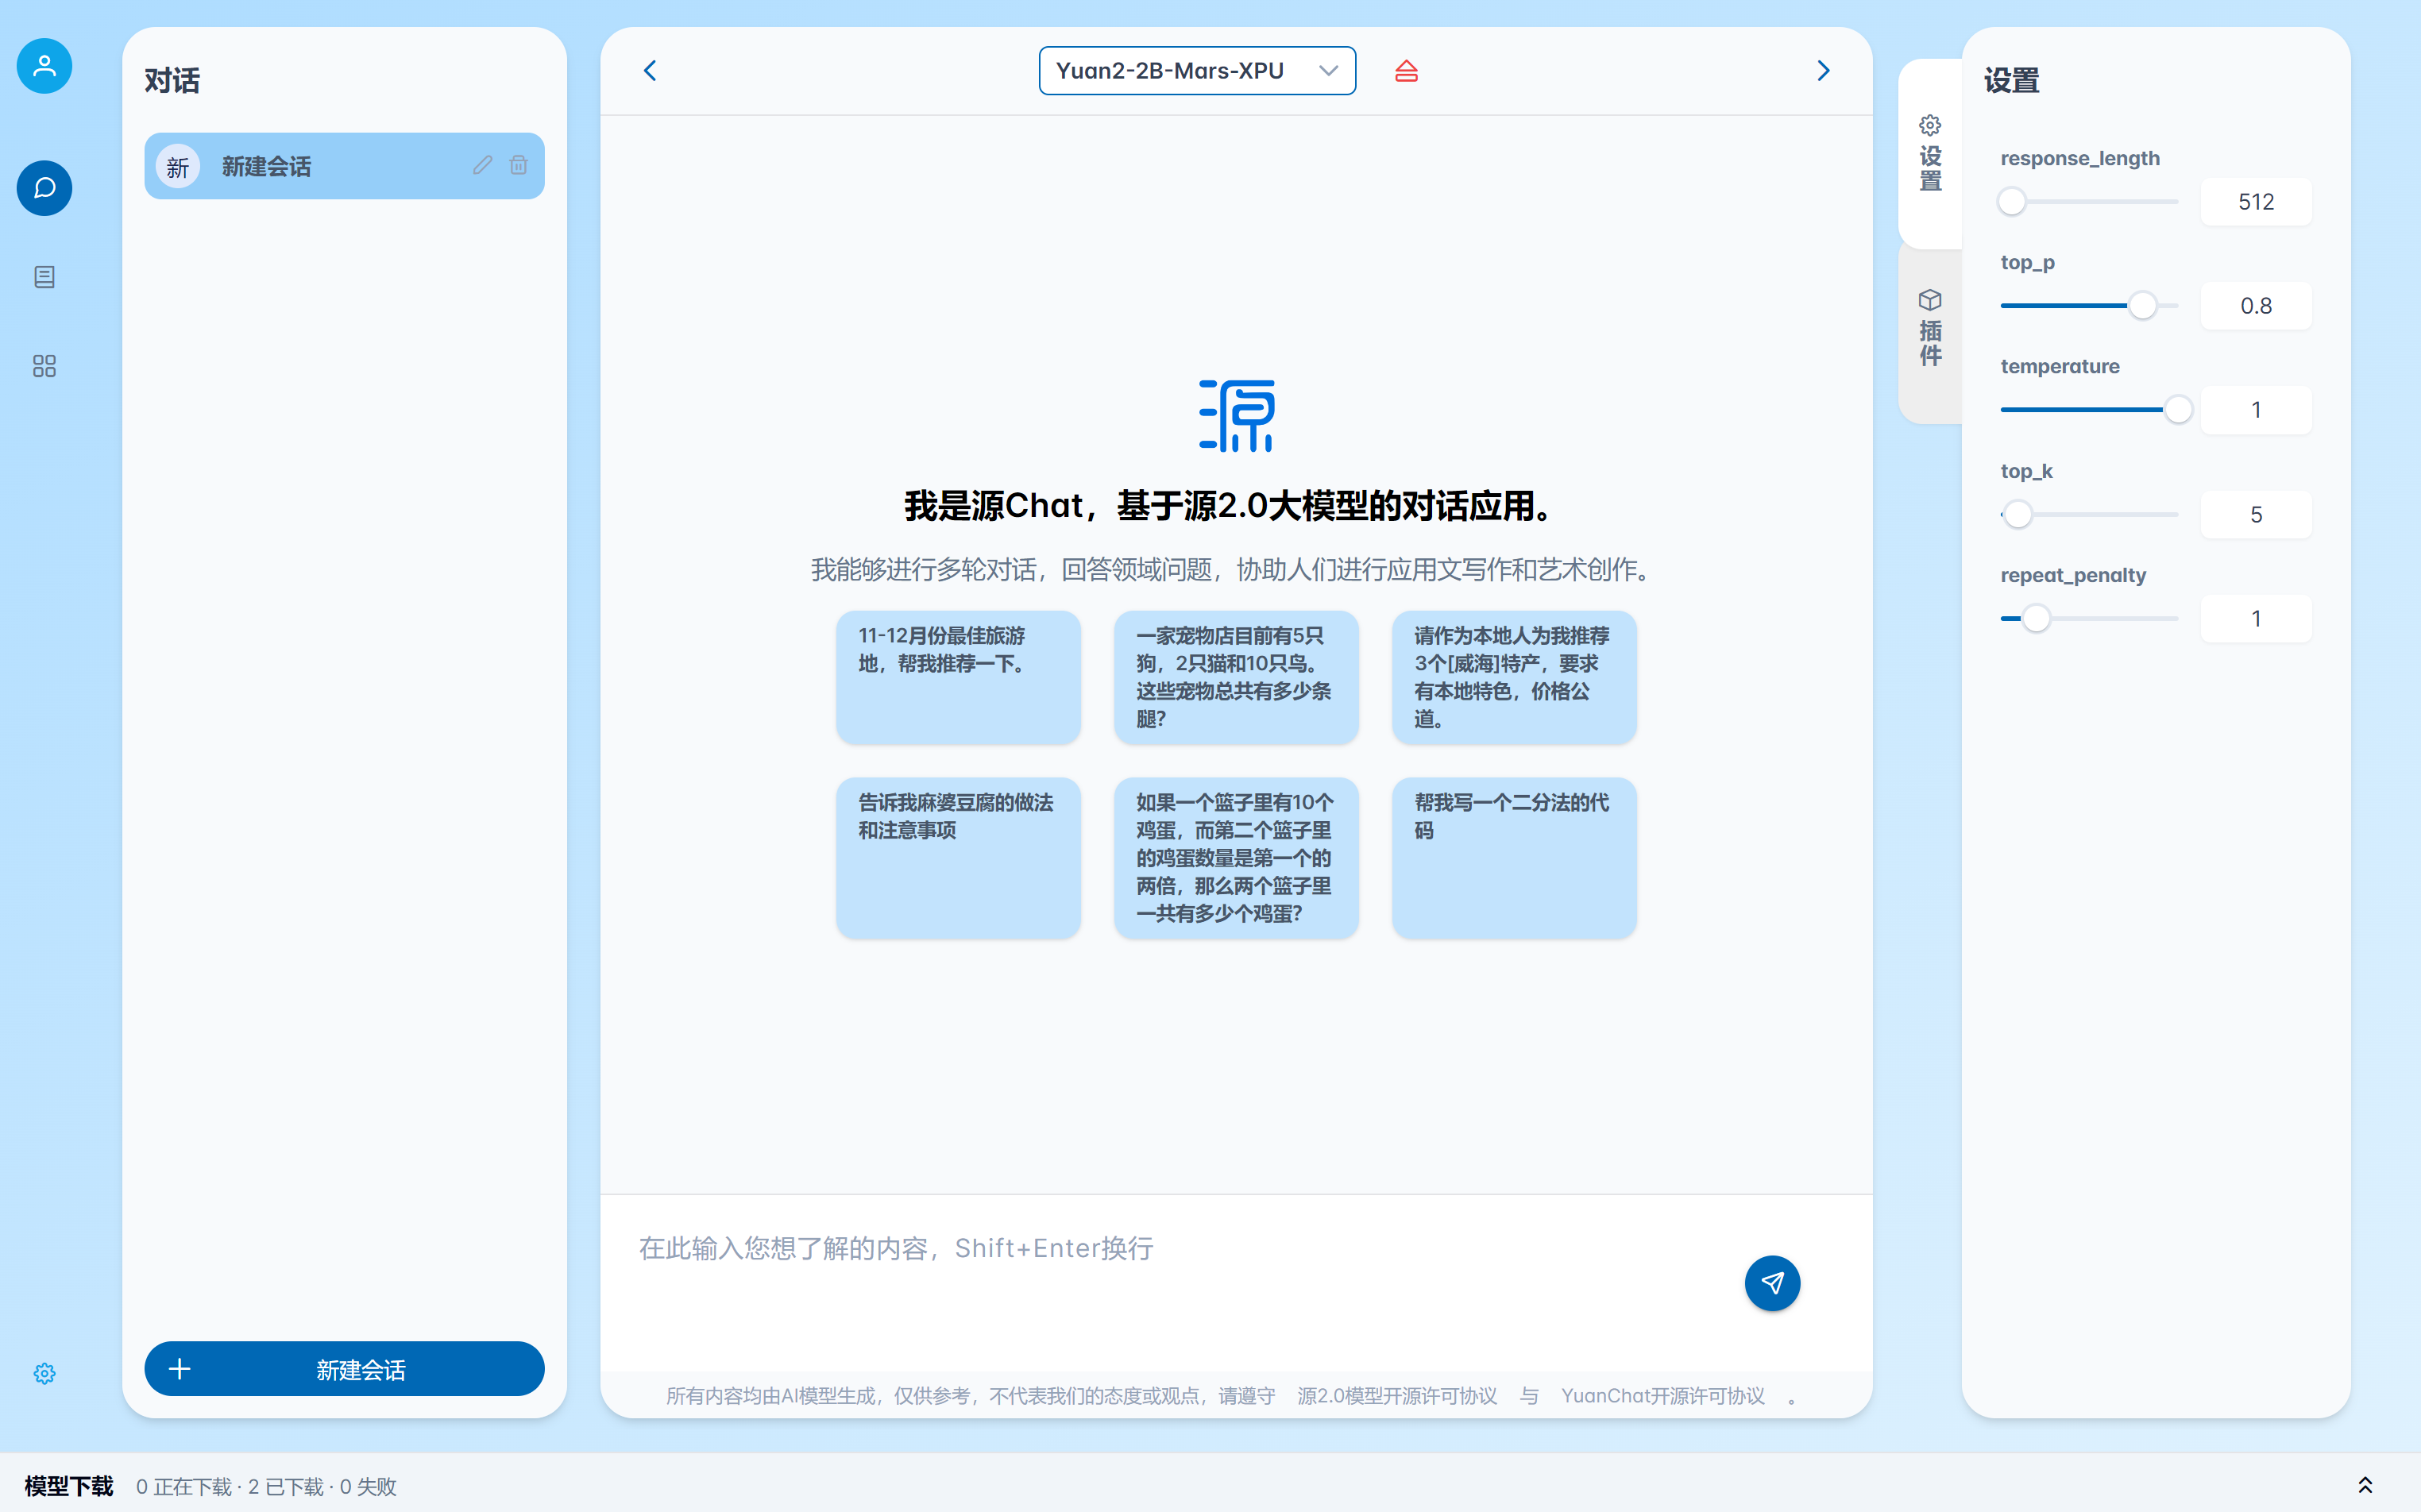 对话
新
新建会话
新建会话
Yuan2-2B-Mars-XPU
源
我是源Chat，基于源2.0大模型的对话应用。
我能够进行多轮对话，回答领域问题，协助人们进行应用文写作和艺术创作。
11-12月份最佳旅游
地，帮我推荐一下。
一家宠物店目前有5只
狗，2只猫和10只鸟。
这些宠物总共有多少条
腿？
请作为本地人为我推荐
3个[威海]特产，要求
有本地特色，价格公
道。
告诉我麻婆豆腐的做法
和注意事项
如果一个篮子里有10个
鸡蛋，而第二个篮子里
的鸡蛋数量是第一个的
两倍，那么两个篮子里
一共有多少个鸡蛋？
帮我写一个二分法的代
码
在此输入您想了解的内容，Shift+Enter换行
所有内容均由AI模型生成，仅供参考，不代表我们的态度或观点，请遵守 源2.0模型开源许可协议 与 YuanChat开源许可协议 。
设置
插件
设置
response_length
512
top_p
0.8
temperature
1
top_k
5
repeat_penalty
1
模型下载 0 正在下载 · 2 已下载 · 0 失败